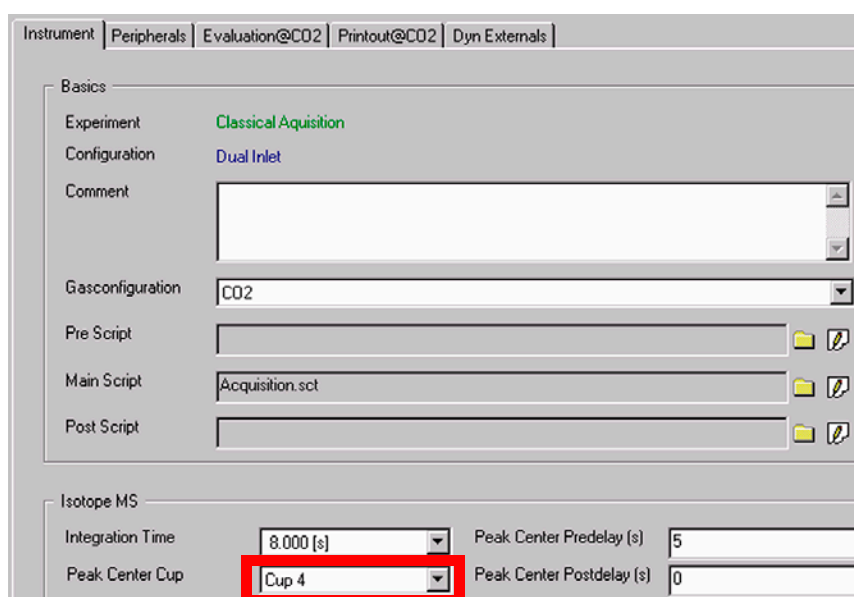 Instrument Peripherals Evaluation@CO2 Printout@CO2 Dyn Externals
Basics
Experiment Classical Aquisition
Configuration Dual Inlet
Comment
Gasconfiguration CO2
Pre Script
Main Script Acquisition.sct
Post Script
Isotope MS
Integration Time 8.000 [s] Peak Center Predelay (s) 5
Peak Center Cup Cup 4 Peak Center Postdelay (s) 0